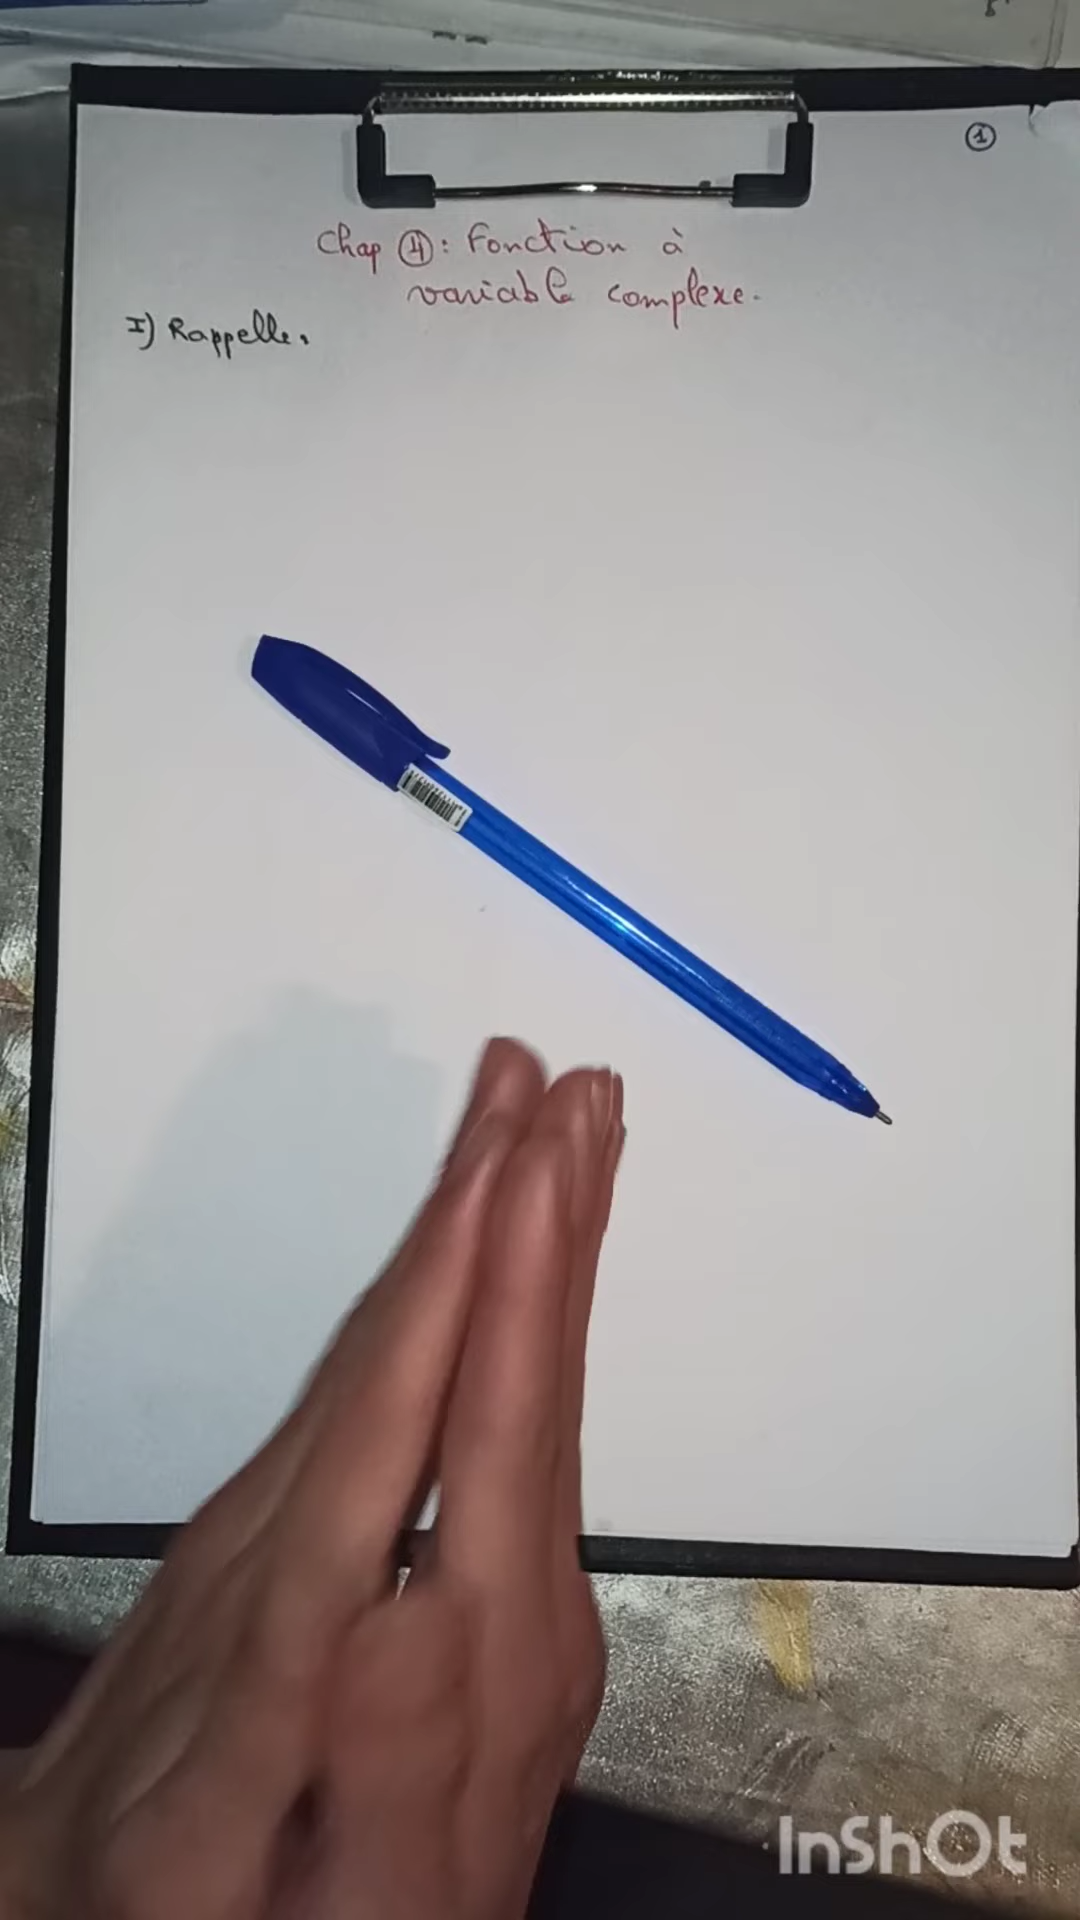 ①
Chap ④: Fonction à
variable complexe.
I) Rappelle.
InShOt